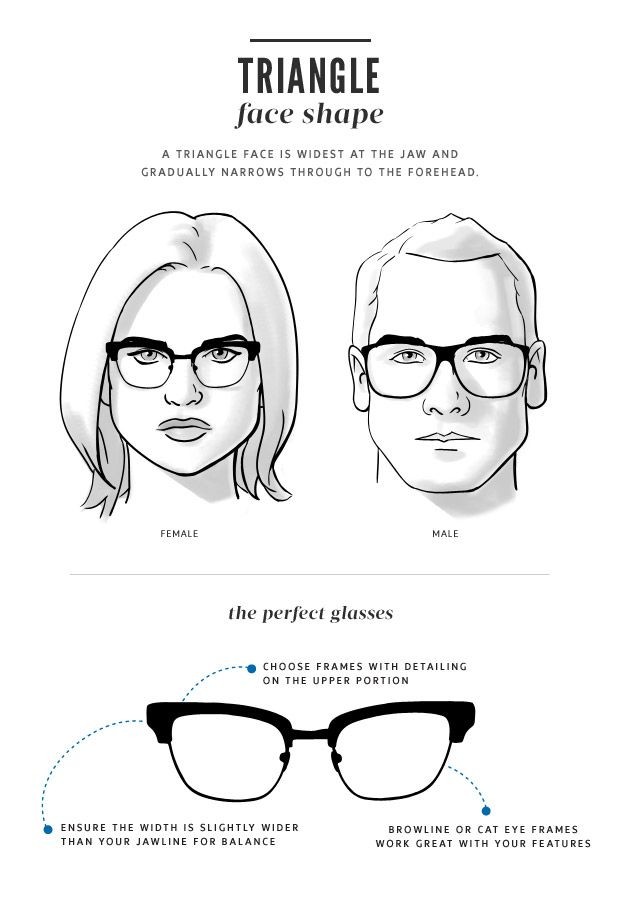 TRIANGLE
face shape
A TRIANGLE FACE IS WIDEST AT THE JAW AND
GRADUALLY NARROWS THROUGH TO THE FOREHEAD.
FEMALE
MALE
the perfect glasses
CHOOSE FRAMES WITH DETAILING
ON THE UPPER PORTION
ENSURE THE WIDTH IS SLIGHTLY WIDER
THAN YOUR JAWLINE FOR BALANCE
BROWLINE OR CAT EYE FRAMES
WORK GREAT WITH YOUR FEATURES